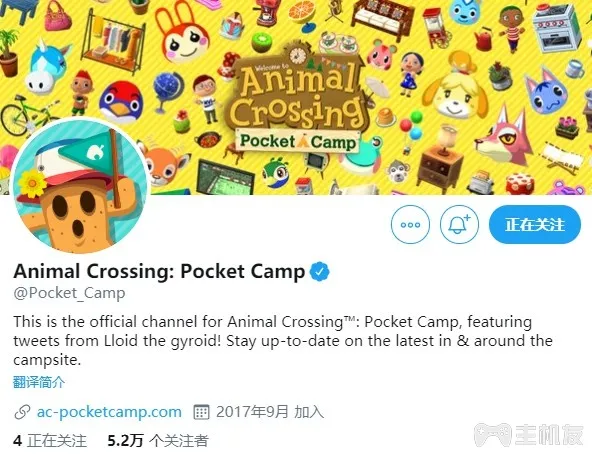 Welcome to
Animal
Crossing
Pocket Camp
正在关注
Animal Crossing: Pocket Camp
@Pocket_Camp
This is the official channel for Animal Crossing™: Pocket Camp, featuring
tweets from Lloid the gyroid! Stay up-to-date on the latest in & around the
campsite.
翻译简介
ac-pocketcamp.com 2017年9月 加入
4 正在关注 5.2万 个关注者
主机友